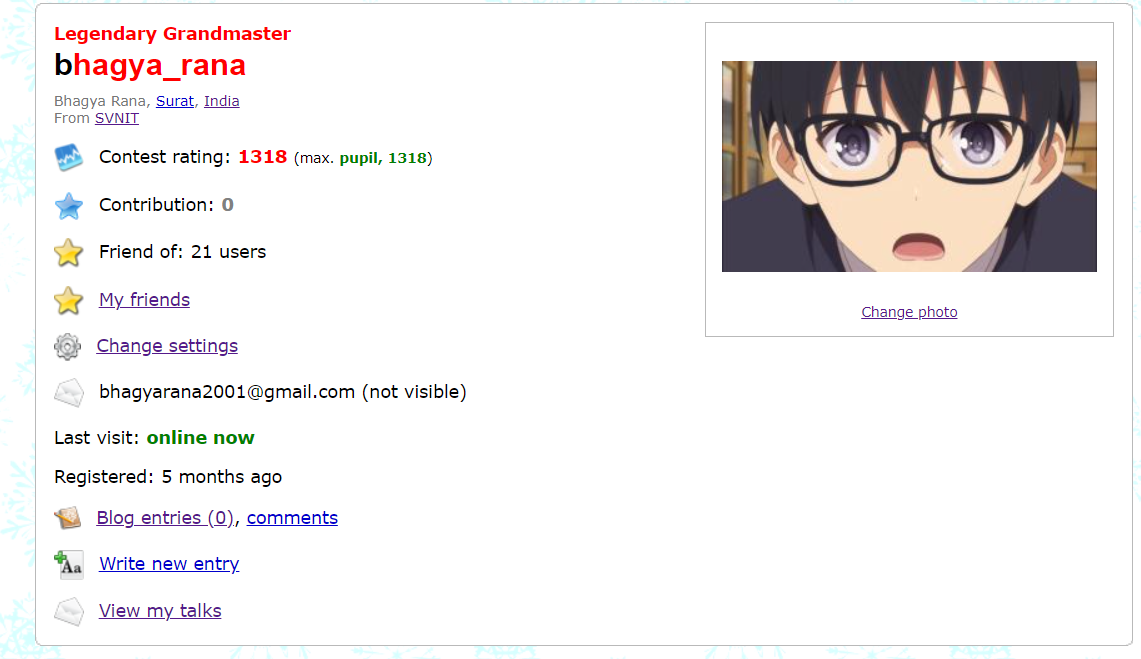 Legendary Grandmaster
bhagya_rana
Bhagya Rana, Surat, India
From SVNIT
Contest rating: 1318 (max. pupil, 1318)
Contribution: 0
Friend of: 21 users
My friends
Change settings
bhagyarana2001@gmail.com (not visible)
Last visit: online now
Registered: 5 months ago
Blog entries (0), comments
Aa Write new entry
View my talks
Change photo